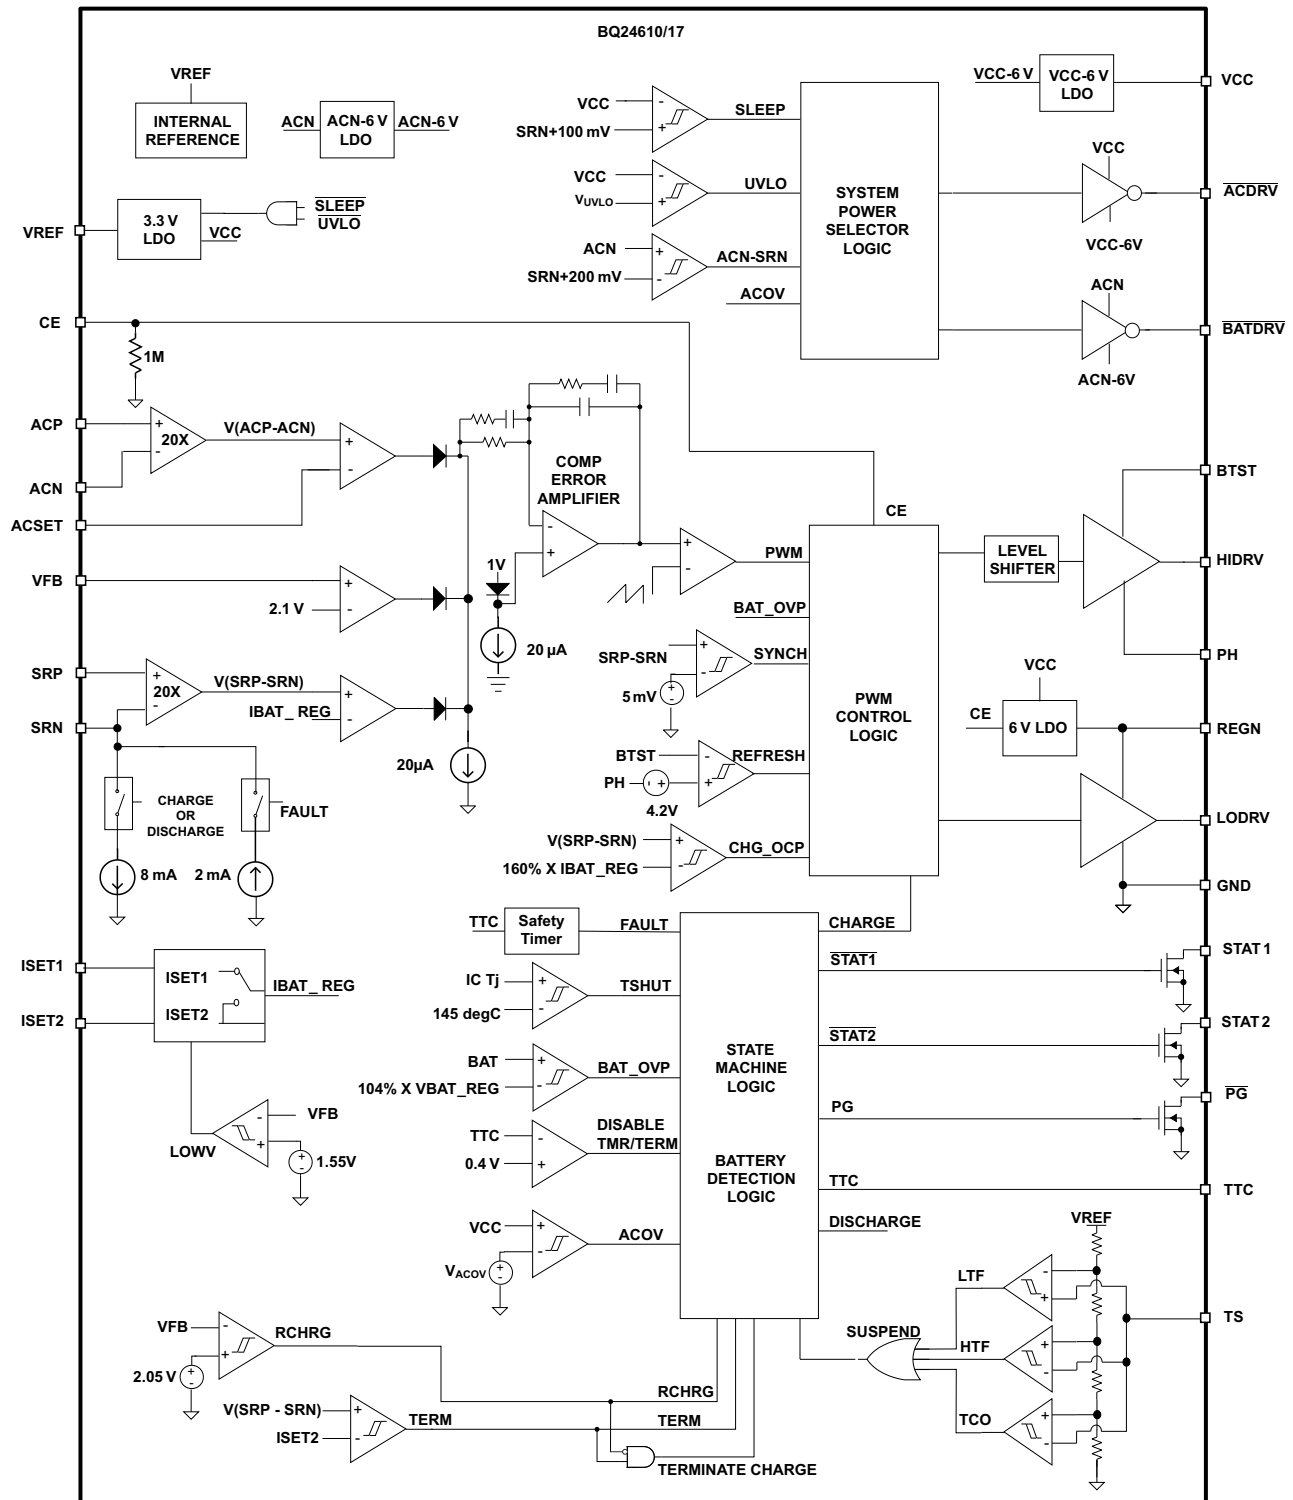 BQ24610/17
VREF
INTERNAL
REFERENCE
ACN
ACN-6 V
LDO
ACN-6 V
VREF
3.3 V
LDO
VCC
SLEEP
UVLO
VCC
SRN+100 mV
-
+
SLEEP
VCC
VUVLO
-
+
UVLO
ACN
SRN+200 mV
+
-
ACN-SRN
ACOV
SYSTEM
POWER
SELECTOR
LOGIC
VCC-6 V
VCC-6 V
LDO
VCC
VCC
VCC-6V
ACDRV
ACN
ACN-6V
BATDRV
CE
1M
ACP
ACN
+
-
20X
V(ACP-ACN)
+
-
ACSET
VFB
2.1 V
+
-
SRP
SRN
+
-
20X
V(SRP-SRN)
IBAT_ REG
+
-
20µA
COMP
ERROR
AMPLIFIER
-
+
1V
20 µA
+
-
PWM
CE
BAT_OVP
SRP-SRN
5 mV
+
-
+
-
SYNCH
BTST
PH
4.2V
-
+
- +
REFRESH
V(SRP-SRN)
160% X IBAT_REG
+
-
CHG_OCP
PWM
CONTROL
LOGIC
LEVEL
SHIFTER
BTST
HIDRV
PH
VCC
CE
6 V LDO
REGN
LODRV
GND
CHARGE
OR
DISCHARGE
FAULT
8 mA
2 mA
ISET1
ISET2
ISET1
ISET2
IBAT_ REG
LOWV
-
+
VFB
+
-
1.55V
TTC
Safety
Timer
FAULT
IC Tj
145 degC
+
-
TSHUT
BAT
104% X VBAT_REG
+
-
BAT_OVP
TTC
0.4 V
-
+
DISABLE
TMR/TERM
VCC
VACOV
+
-
+
-
ACOV
STATE
MACHINE
LOGIC
BATTERY
DETECTION
LOGIC
CHARGE
STAT1
STAT 1
STAT2
STAT 2
PG
PG
TTC
TTC
DISCHARGE
VREF
LTF
-
+
HTF
+
-
TCO
+
-
TS
SUSPEND
VFB
2.05 V
-
+
+
-
RCHRG
RCHRG
V(SRP - SRN)
ISET2
+
-
TERM
TERM
TERMINATE CHARGE